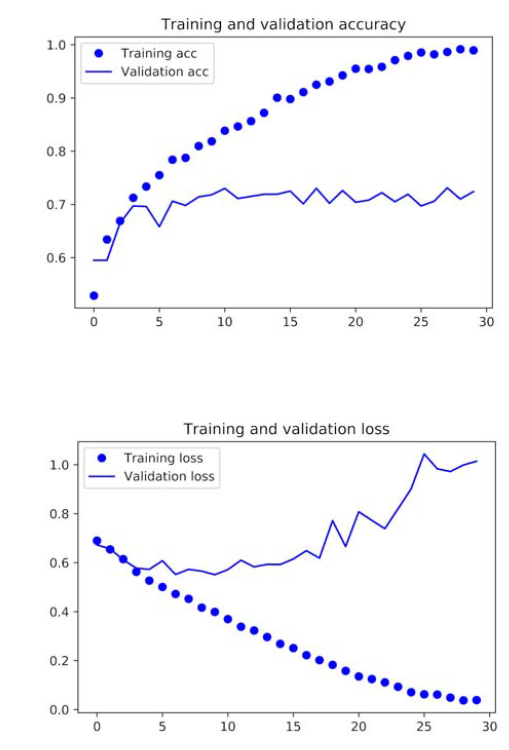 Training and validation accuracy
1.0
Training acc
Validation acc
0.9
0.8
0.7
0.6
0 5 10 15 20 25 30
Training and validation loss
Training loss
1.0
Validation loss
0.8
0.6
0.4
0.2
0.0
0 5 10 15 20 25 30